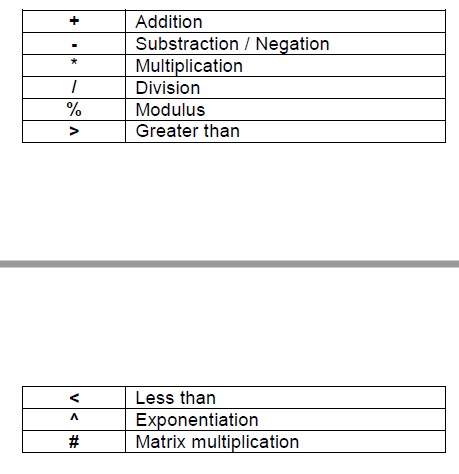 + Addition
- Substraction / Negation
* Multiplication
/ Division
% Modulus
> Greater than
< Less than
^ Exponentiation
# Matrix multiplication